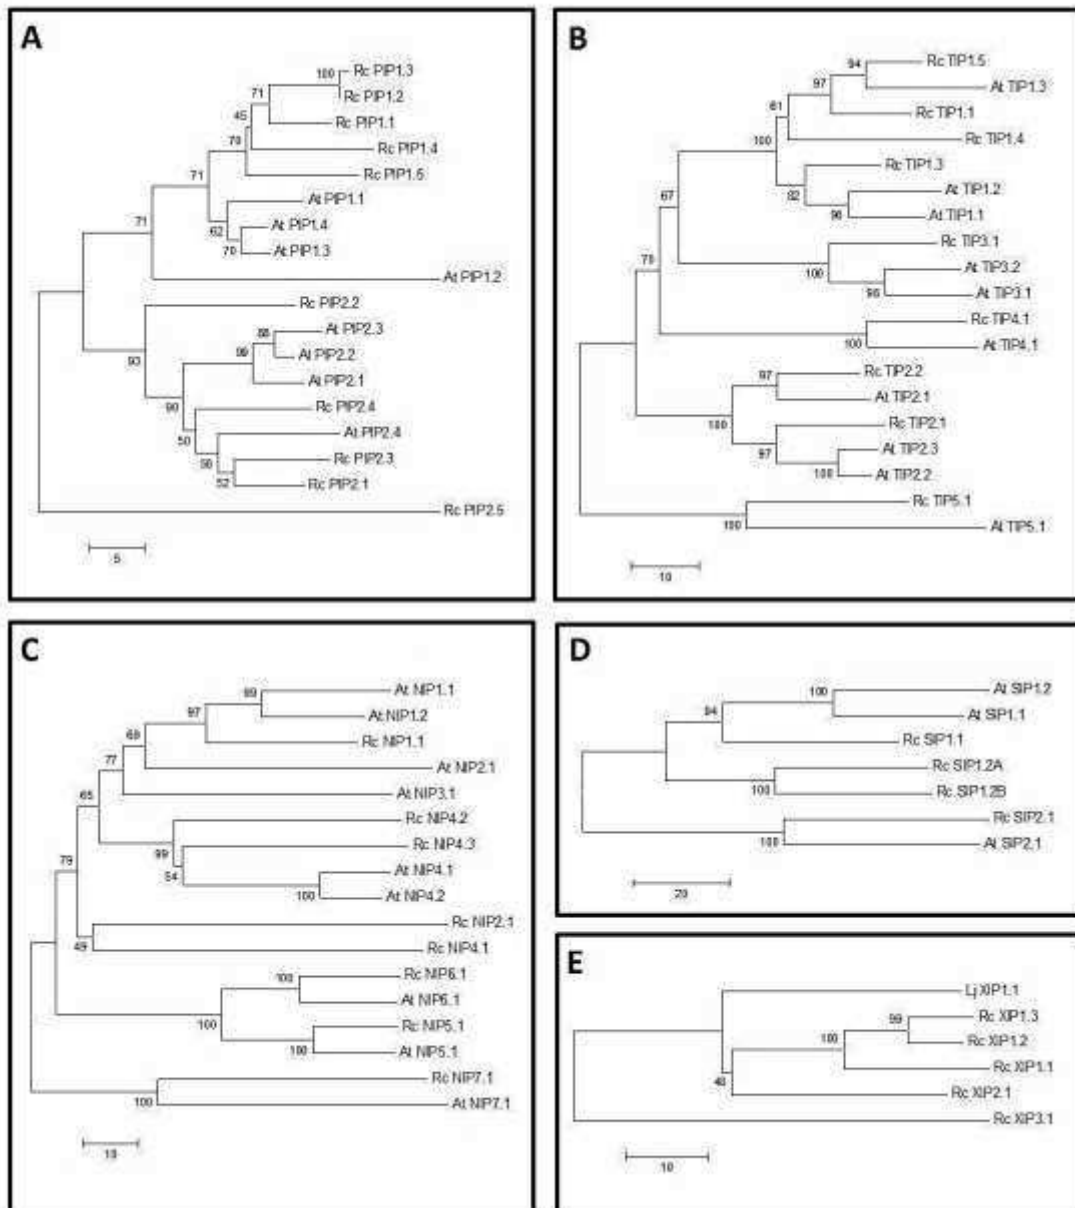 A
100
Rc PIP1.3
71
Rc PIP1.2
45
Rc PIP1.1
70
Rc PIP1.4
71
Rc PIP1.5
At PIP1.1
71
62
At PIP1.4
70
At PIP1.3
At PIP1.2
Rc PIP2.2
88
At PIP2.3
99
At PIP2.2
93
At PIP2.1
90
Rc PIP2.4
50
At PIP2.4
Rc PIP2.3
52
Rc PIP2.1
Rc PIP2.5
5
B
94
Rc TIP1.5
97
At TIP1.3
61
Rc TIP1.1
100
Rc TIP1.4
Rc TIP1.3
67
82
At TIP1.2
96
At TIP1.1
Rc TIP3.1
100
At TIP3.2
96
At TIP3.1
Rc TIP4.1
100
At TIP4.1
97
Rc TIP2.2
At TIP2.1
100
Rc TIP2.1
97
At TIP2.3
100
At TIP2.2
Rc TIP5.1
100
At TIP5.1
10
C
At NIP1.1
97
At NIP1.2
Rc NIP1.1
77
At NIP2.1
65
At NIP3.1
Rc NIP4.2
79
99
Rc NIP4.3
54
At NIP4.1
100
At NIP4.2
Rc NIP2.1
49
Rc NIP4.1
100
Rc NIP6.1
At NIP6.1
100
Rc NIP5.1
100
At NIP5.1
Rc NIP7.1
100
At NIP7.1
10
D
100
At SIP1.2
94
At SIP1.1
Rc SIP1.1
Rc SIP1.2A
100
Rc SIP1.2B
Rc SIP2.1
100
At SIP2.1
20
E
Lj XIP1.1
99
Rc XIP1.3
100
Rc XIP1.2
Rc XIP1.1
48
Rc XIP2.1
Rc XIP3.1
10